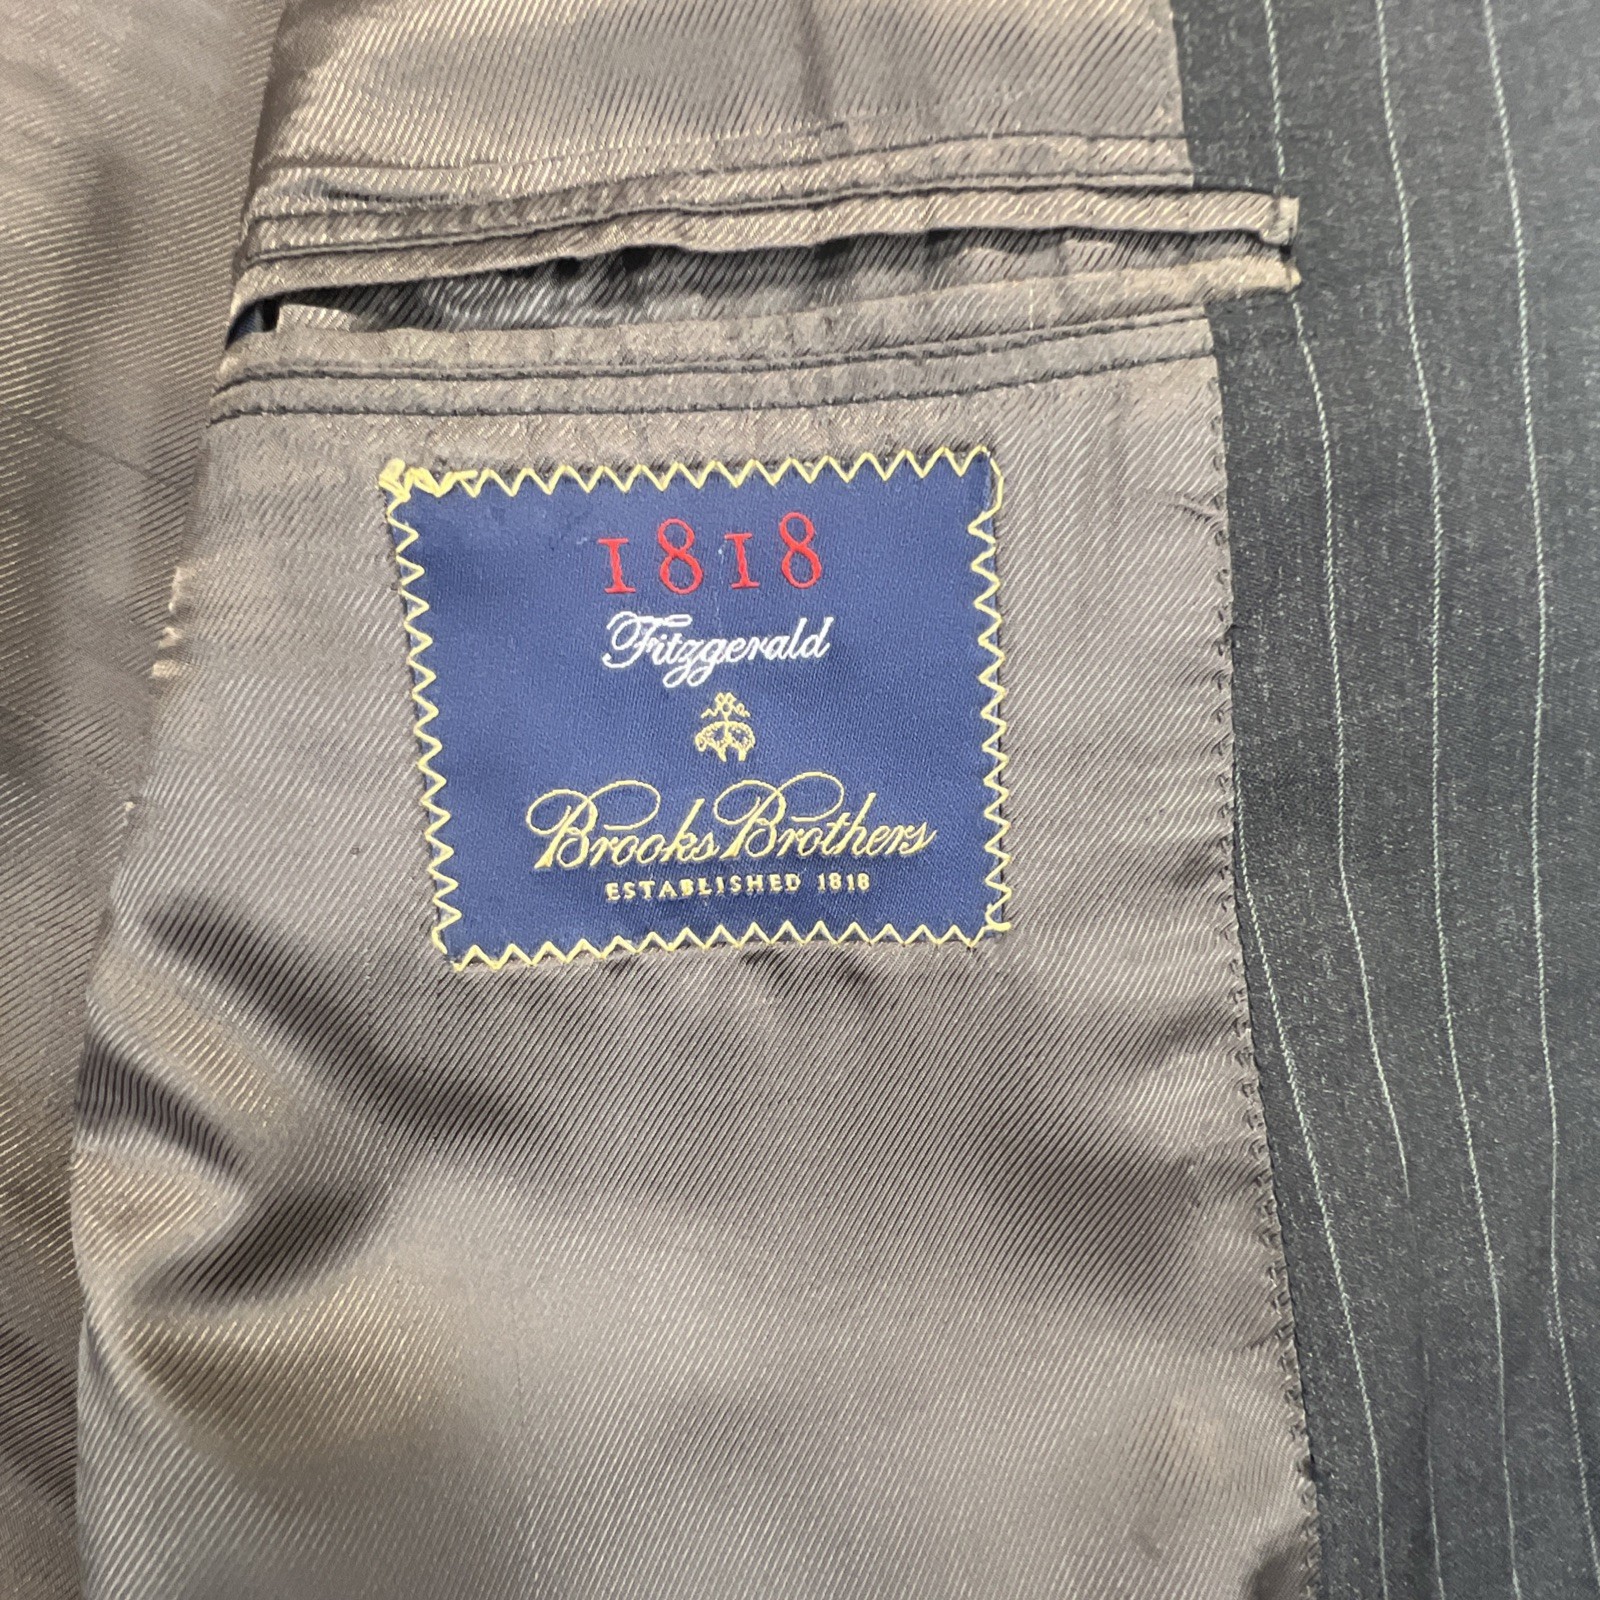 1818
Fitzgerald
Brooks Brothers
ESTABLISHED 1818